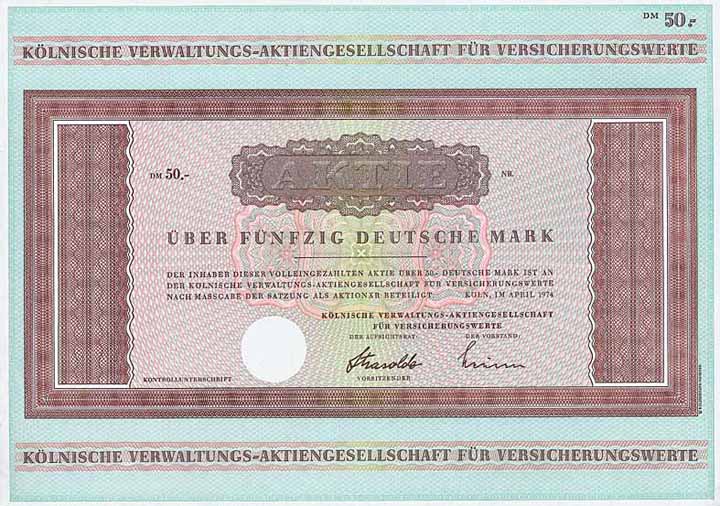 DM 50.-
KÖLNISCHE VERWALTUNGS-AKTIENGESELLSCHAFT FÜR VERSICHERUNGSWERTE
AKTIE
DM 50.- NR.
ÜBER FÜNFZIG DEUTSCHE MARK
DER INHABER DIESER VOLLEINGEZAHLTEN AKTIE ÜBER 50.- DEUTSCHE MARK IST AN
DER KÖLNISCHE VERWALTUNGS-AKTIENGESELLSCHAFT FÜR VERSICHERUNGSWERTE
NACH MASSGABE DER SATZUNG ALS AKTIONÄR BETEILIGT. KÖLN, IM APRIL 1974
KÖLNISCHE VERWALTUNGS-AKTIENGESELLSCHAFT
FÜR VERSICHERUNGSWERTE
DER AUFSICHTSRAT: DER VORSTAND:
Strasoldo
KONTROLLUNTERSCHRIFT VORSITZENDER
KÖLNISCHE VERWALTUNGS-AKTIENGESELLSCHAFT FÜR VERSICHERUNGSWERTE